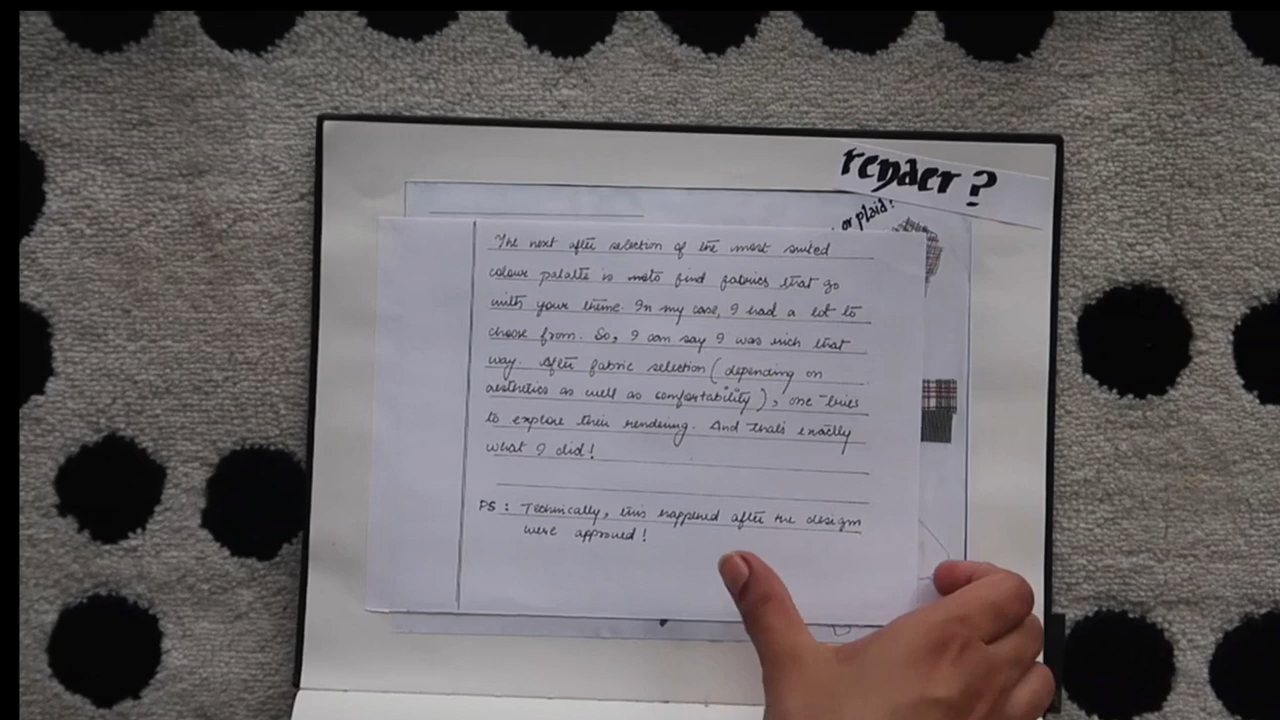 render?
or plaid!
The next after selection of the most suited
colour palatte is to find fabrics that go
with your theme. In my case, I had a lot to
choose from. So, I can say I was rich that
way. After fabric selection (depending on
aesthetics as well as comfortability), one tries
to explore their rendering. And that's exactly
what I did!
PS: Technically, this happened after the design
were approved!